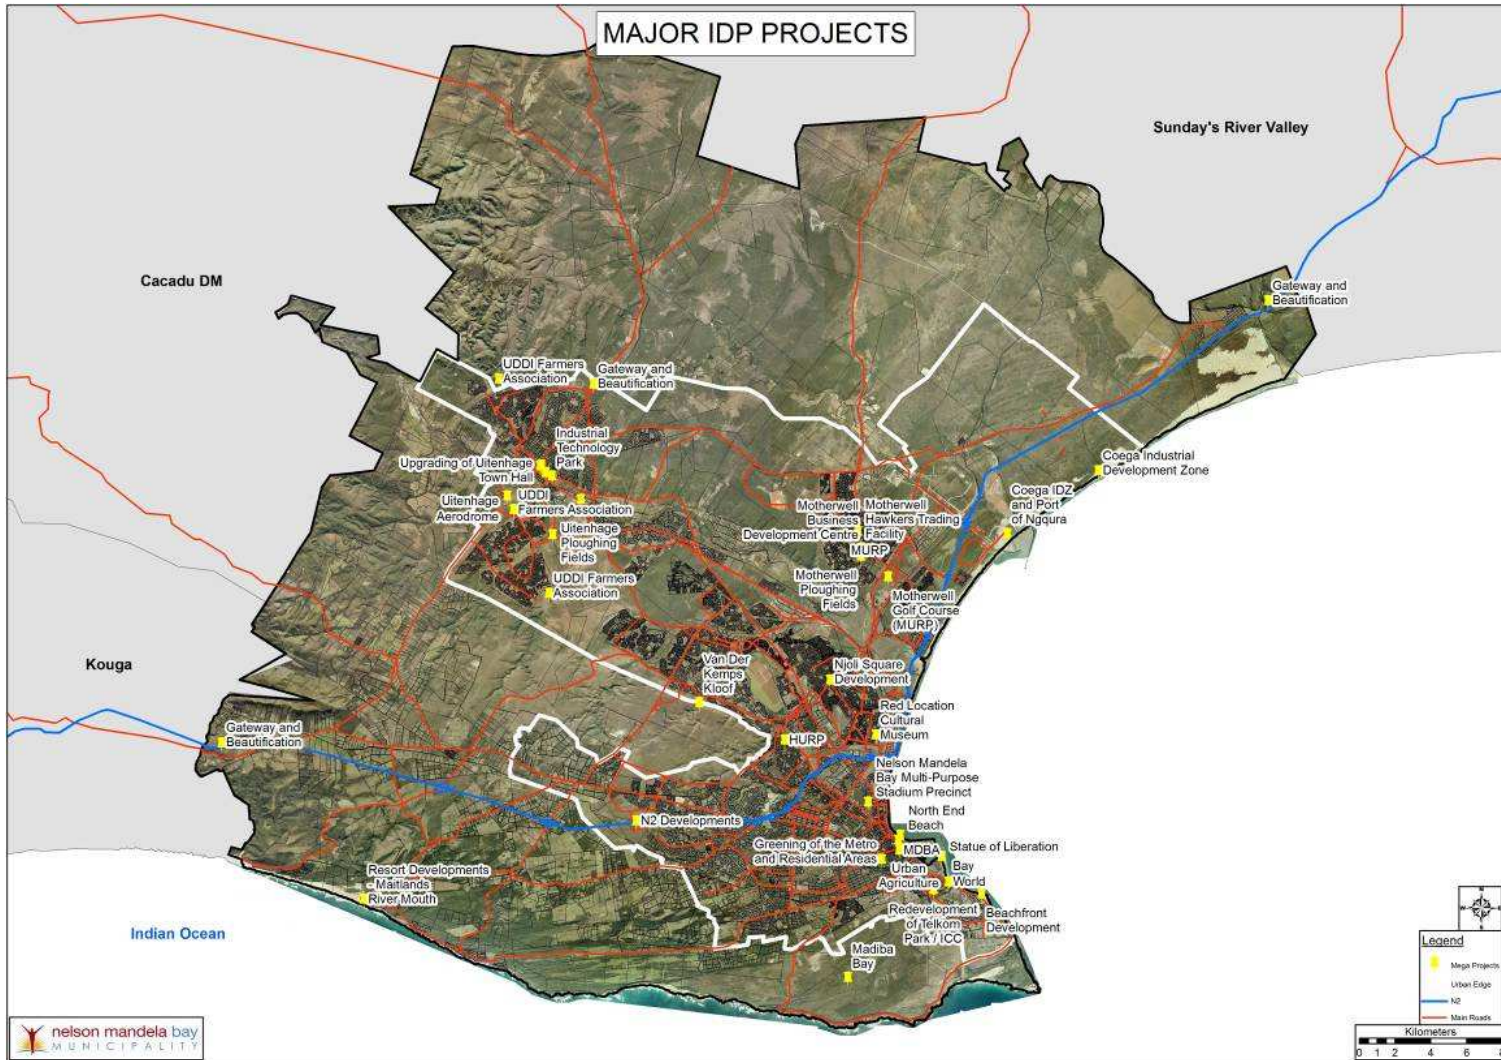 MAJOR IDP PROJECTS
Sunday's River Valley
Cacadu DM
Gateway and
Beautification
UDDI Farmers
Association
Gateway and
Beautification
Industrial
Technology
Park
Upgrading of Uitenhage
Town Hall
Coega Industrial
Development Zone
Uitenhage
Aerodrome
UDDI
Farmers Association
Coega IDZ
and Port
of Ngqura
Motherwell
Business
Development Centre
Motherwell
Hawkers Trading
Facility
MURP
Uitenhage
Ploughing
Fields
UDDI Farmers
Association
Motherwell
Ploughing
Fields
Motherwell
Golf Course
(MURP)
Kouga
Van Der
Kemps
Kloof
Njoli Square
Development
Red Location
Cultural
Museum
Gateway and
Beautification
HURP
Nelson Mandela
Bay Multi-Purpose
Stadium Precinct
N2 Developments
North End
Beach
Greening of the Metro
and Residential Areas
MDBA
Statue of Liberation
Resort Developments
- Maitlands
River Mouth
Urban
Agriculture
Bay
World
Redevelopment
of Telkom
Park / ICC
Beachfront
Development
Indian Ocean
Madiba
Bay
N
W
E
S
Legend
Mega Projects
Urban Edge
N2
Main Roads
Kilometers
0 1 2 4 6 8
nelson mandela bay
MUNICIPALITY